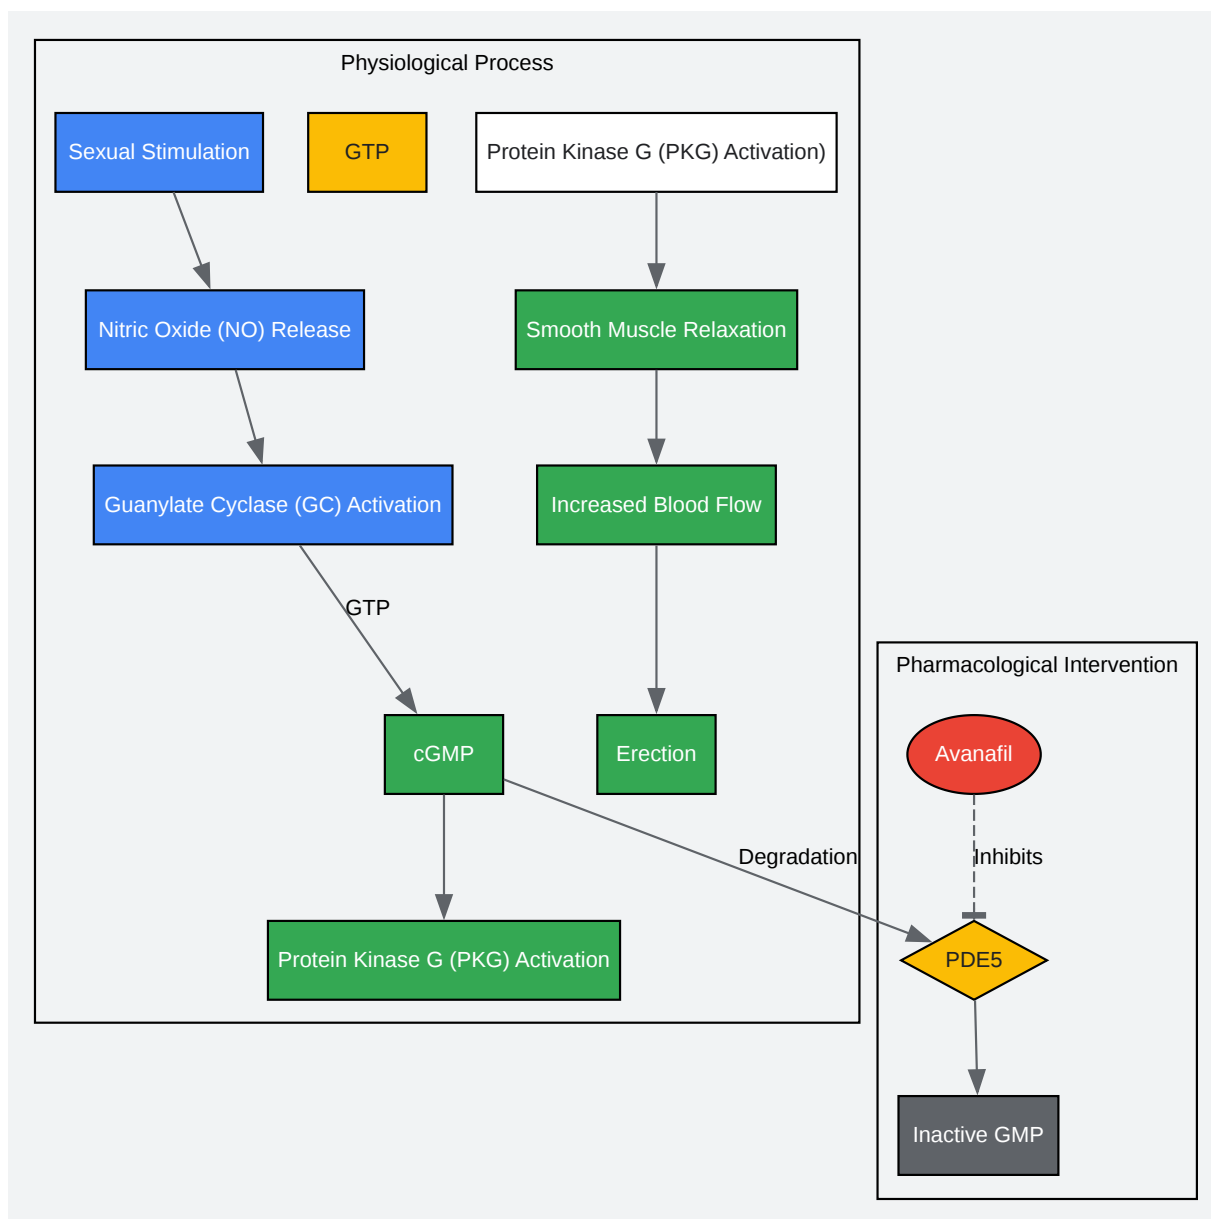 Physiological Process
Sexual Stimulation
GTP
Protein Kinase G (PKG) Activation)
Nitric Oxide (NO) Release
Smooth Muscle Relaxation
Guanylate Cyclase (GC) Activation
Increased Blood Flow
GTP
Pharmacological Intervention
cGMP
Erection
Avanafil
Degradation
Inhibits
Protein Kinase G (PKG) Activation
PDE5
Inactive GMP